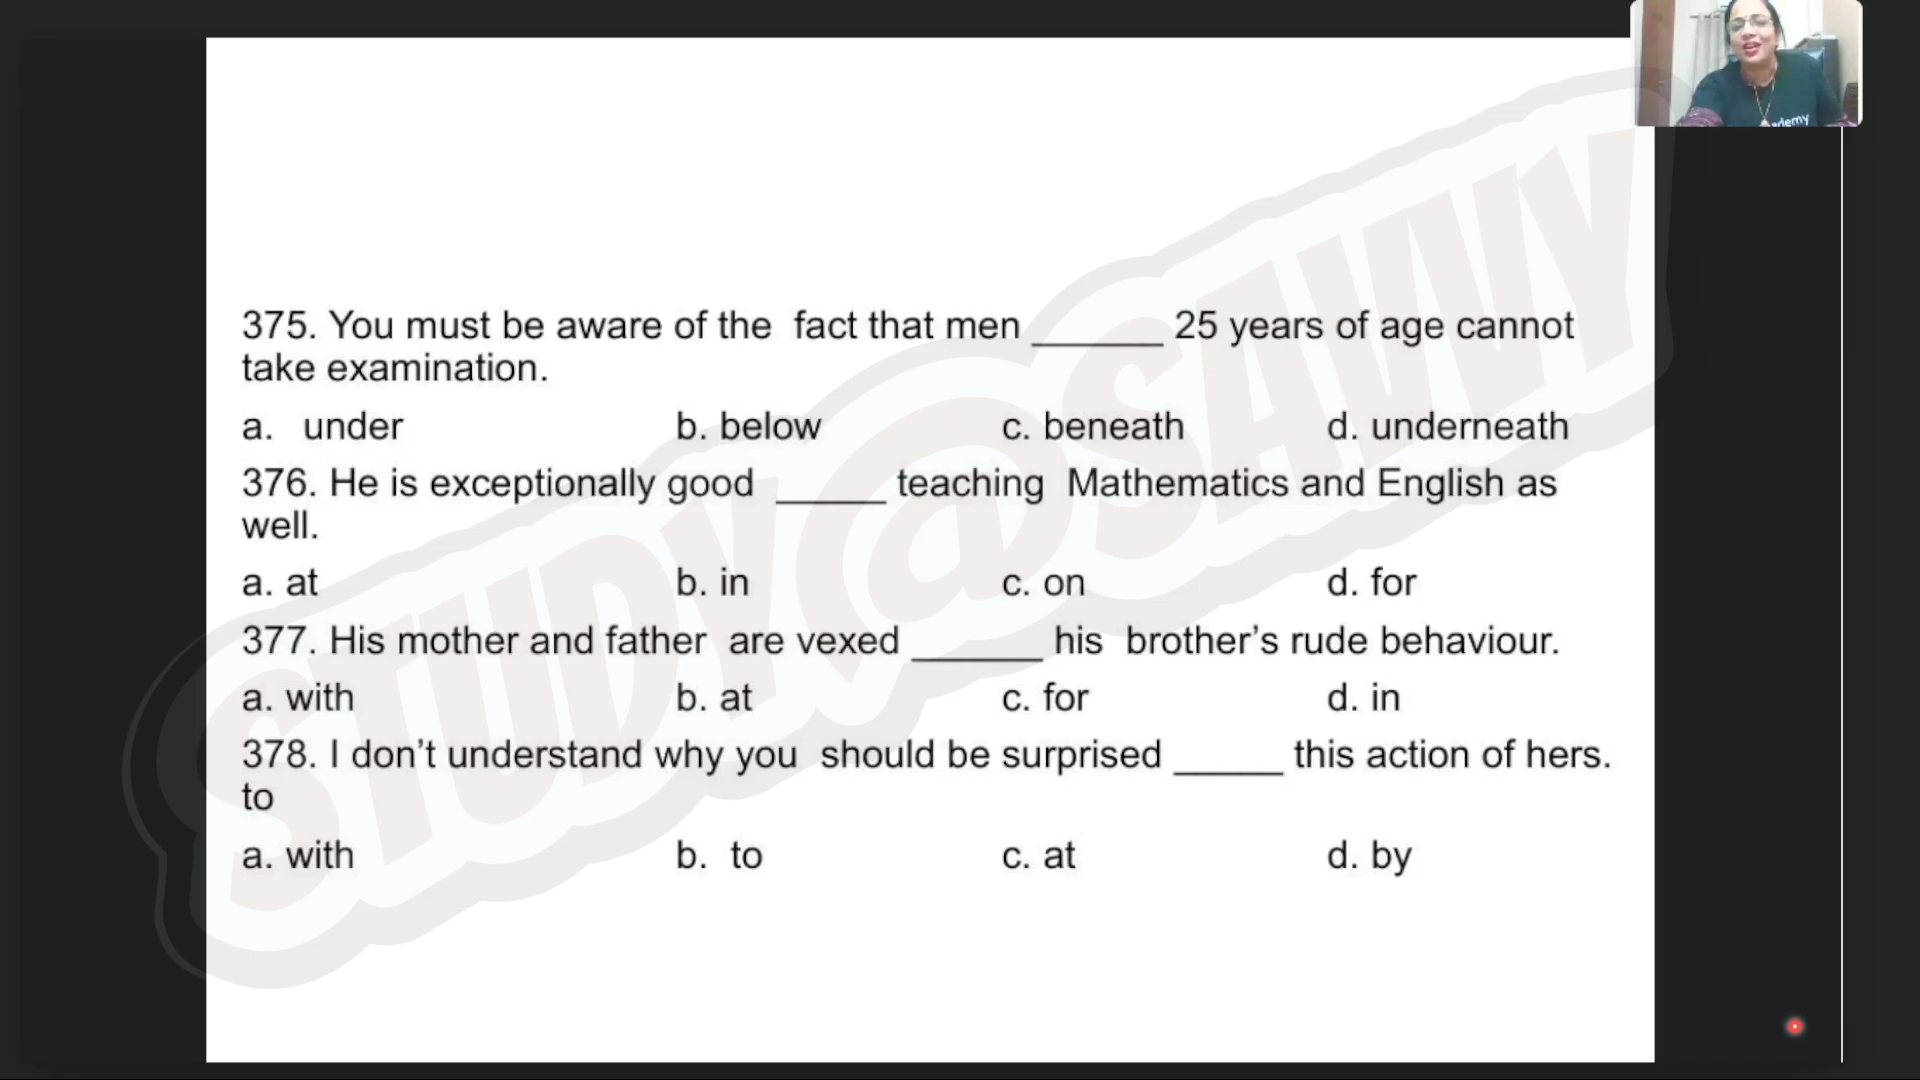 375. You must be aware of the fact that men ______ 25 years of age cannot
take examination.
a. under b. below c. beneath d. underneath
376. He is exceptionally good _____ teaching Mathematics and English as
well.
a. at b. in c. on d. for
377. His mother and father are vexed ______ his brother’s rude behaviour.
a. with b. at c. for d. in
378. I don’t understand why you should be surprised _____ this action of hers.
to
a. with b. to c. at d. by
STUDY@SAVVY